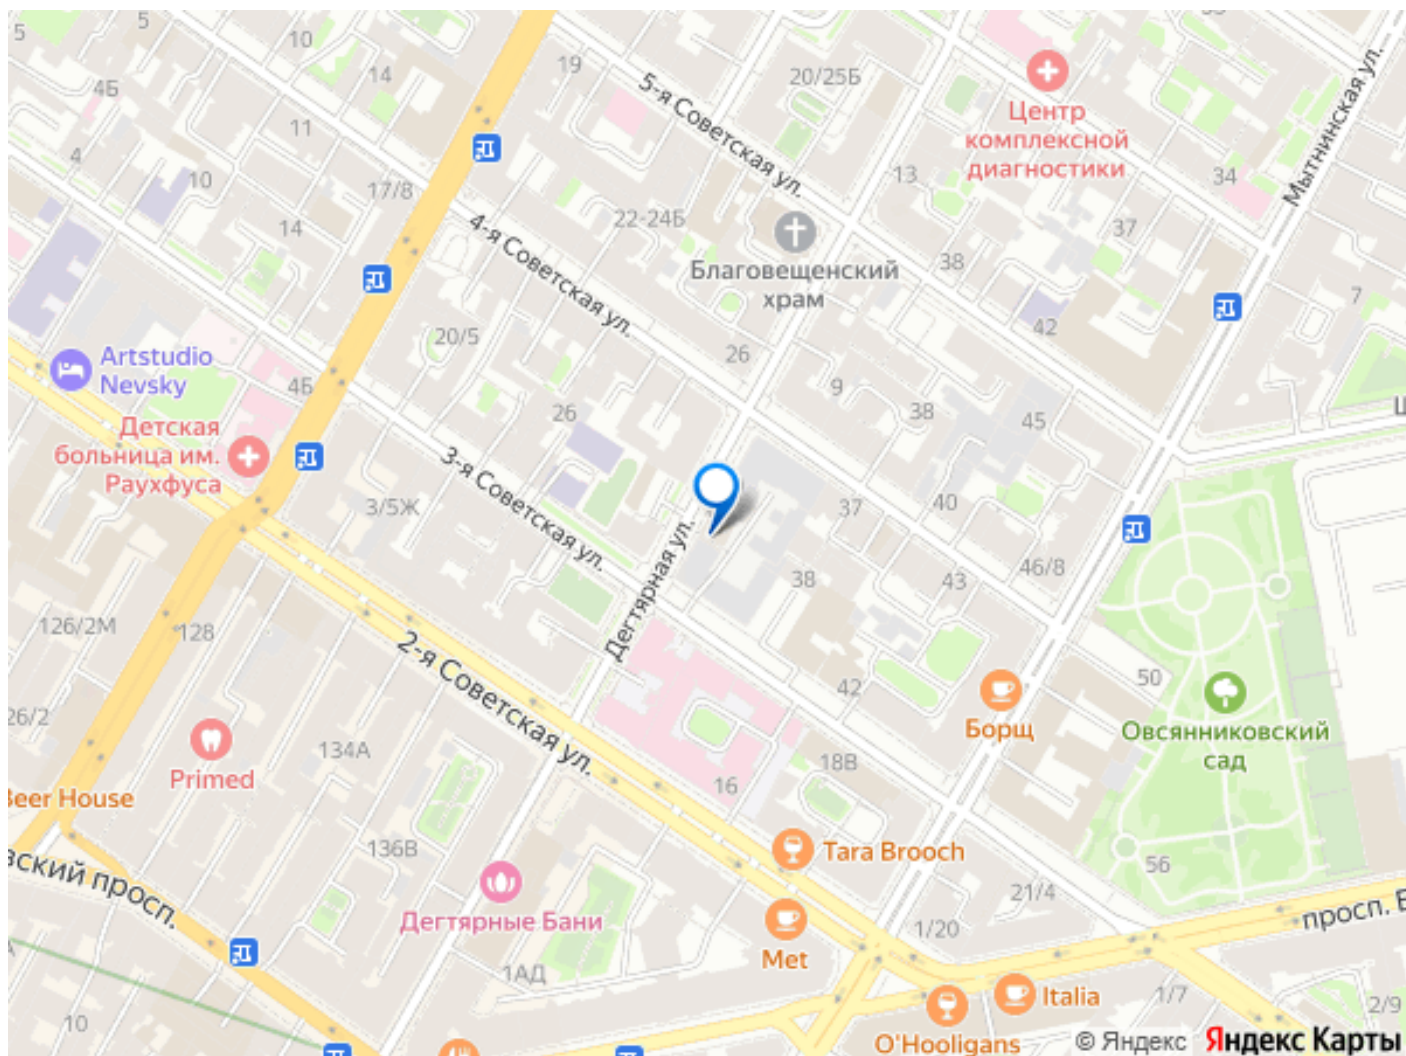 5
5
10
19
20/25Б
5-я Советская ул.
Центр
комплексной
диагностики
Мытнинская ул.
14
4Б
11
4
10
17/8
13
34
14
22-24Б
4-я Советская ул.
Благовещенский
храм
38
37
7
42
20/5
26
Artstudio
Nevsky
4Б
9
38
45
26
Детская
больница им.
Раухфуса
3-я Советская ул.
3/5Ж
37
40
Дегтярная ул.
38
43
46/8
126/2М
128
2-я Советская ул.
42
50
26/2
Борщ
Овсянниковский
сад
134А
Primed
16
18В
Beer House
136В
Tara Brooch
56
вский просп.
Дегтярные Бани
21/4
1/20
просп. Б
Met
1АД
Italia
1/7
2/9
10
O'Hooligans
© Яндекс Яндекс Карты